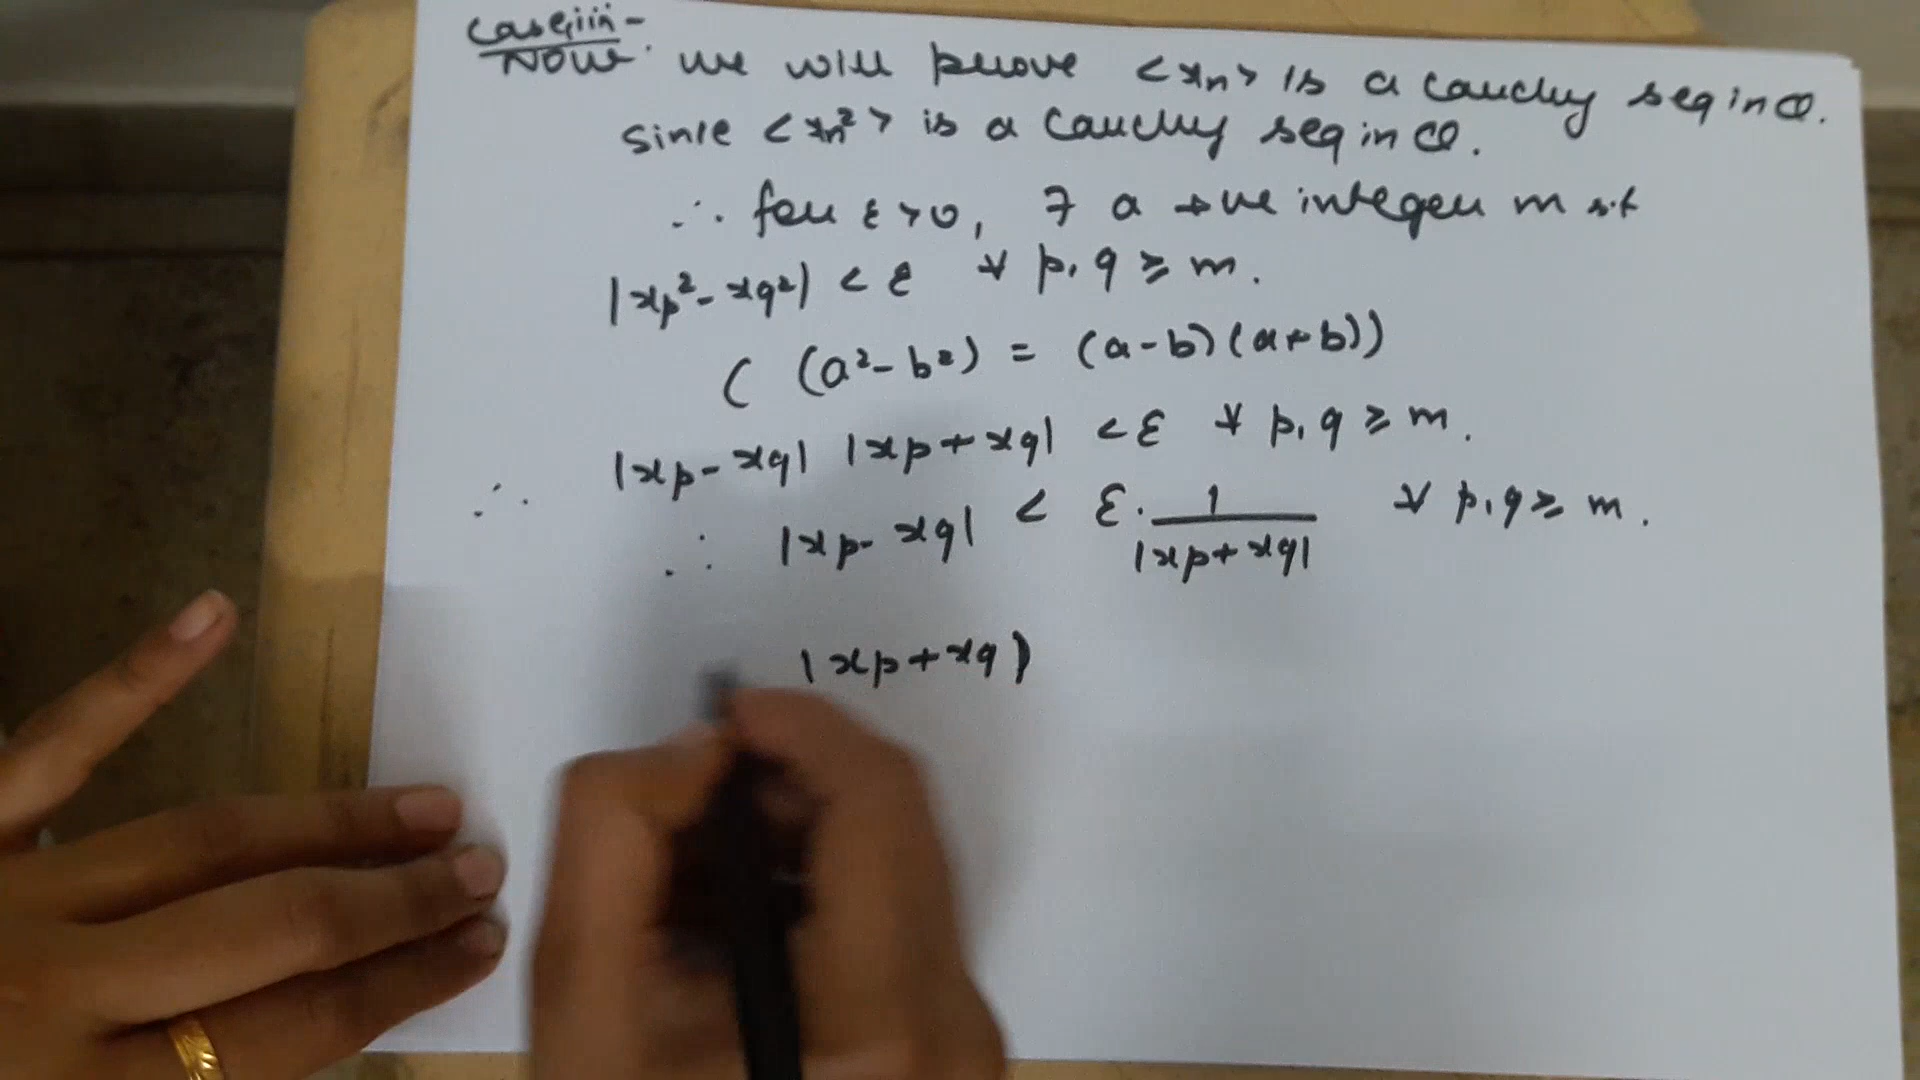 Case iii -
Now we will prove <xn> is a Cauchy seq in Q.
Since <xn²> is a Cauchy seq in Q.
∴ for ε>0, ∃ a +ve integer m s.t
|xp² - xq²| < ε ∀ p, q ≥ m.
( (a² - b²) = (a-b)(a+b))
∴ |xp - xq| |xp + xq| < ε ∀ p, q ≥ m.
∴ |xp - xq| < ε · 1/|xp + xq| ∀ p, q ≥ m.
|xp + xq|